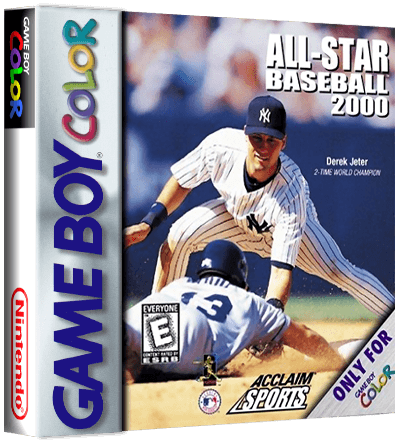 GAME BOY COLOR
Nintendo
GAME BOY COLOR
ALL-STAR
BASEBALL
2000
Derek Jeter
2-TIME WORLD CHAMPION
NY
13
EVERYONE
E
CONTENT RATED BY
ESRB
ACCLAIM
SPORTS
ONLY FOR
GAME BOY
COLOR